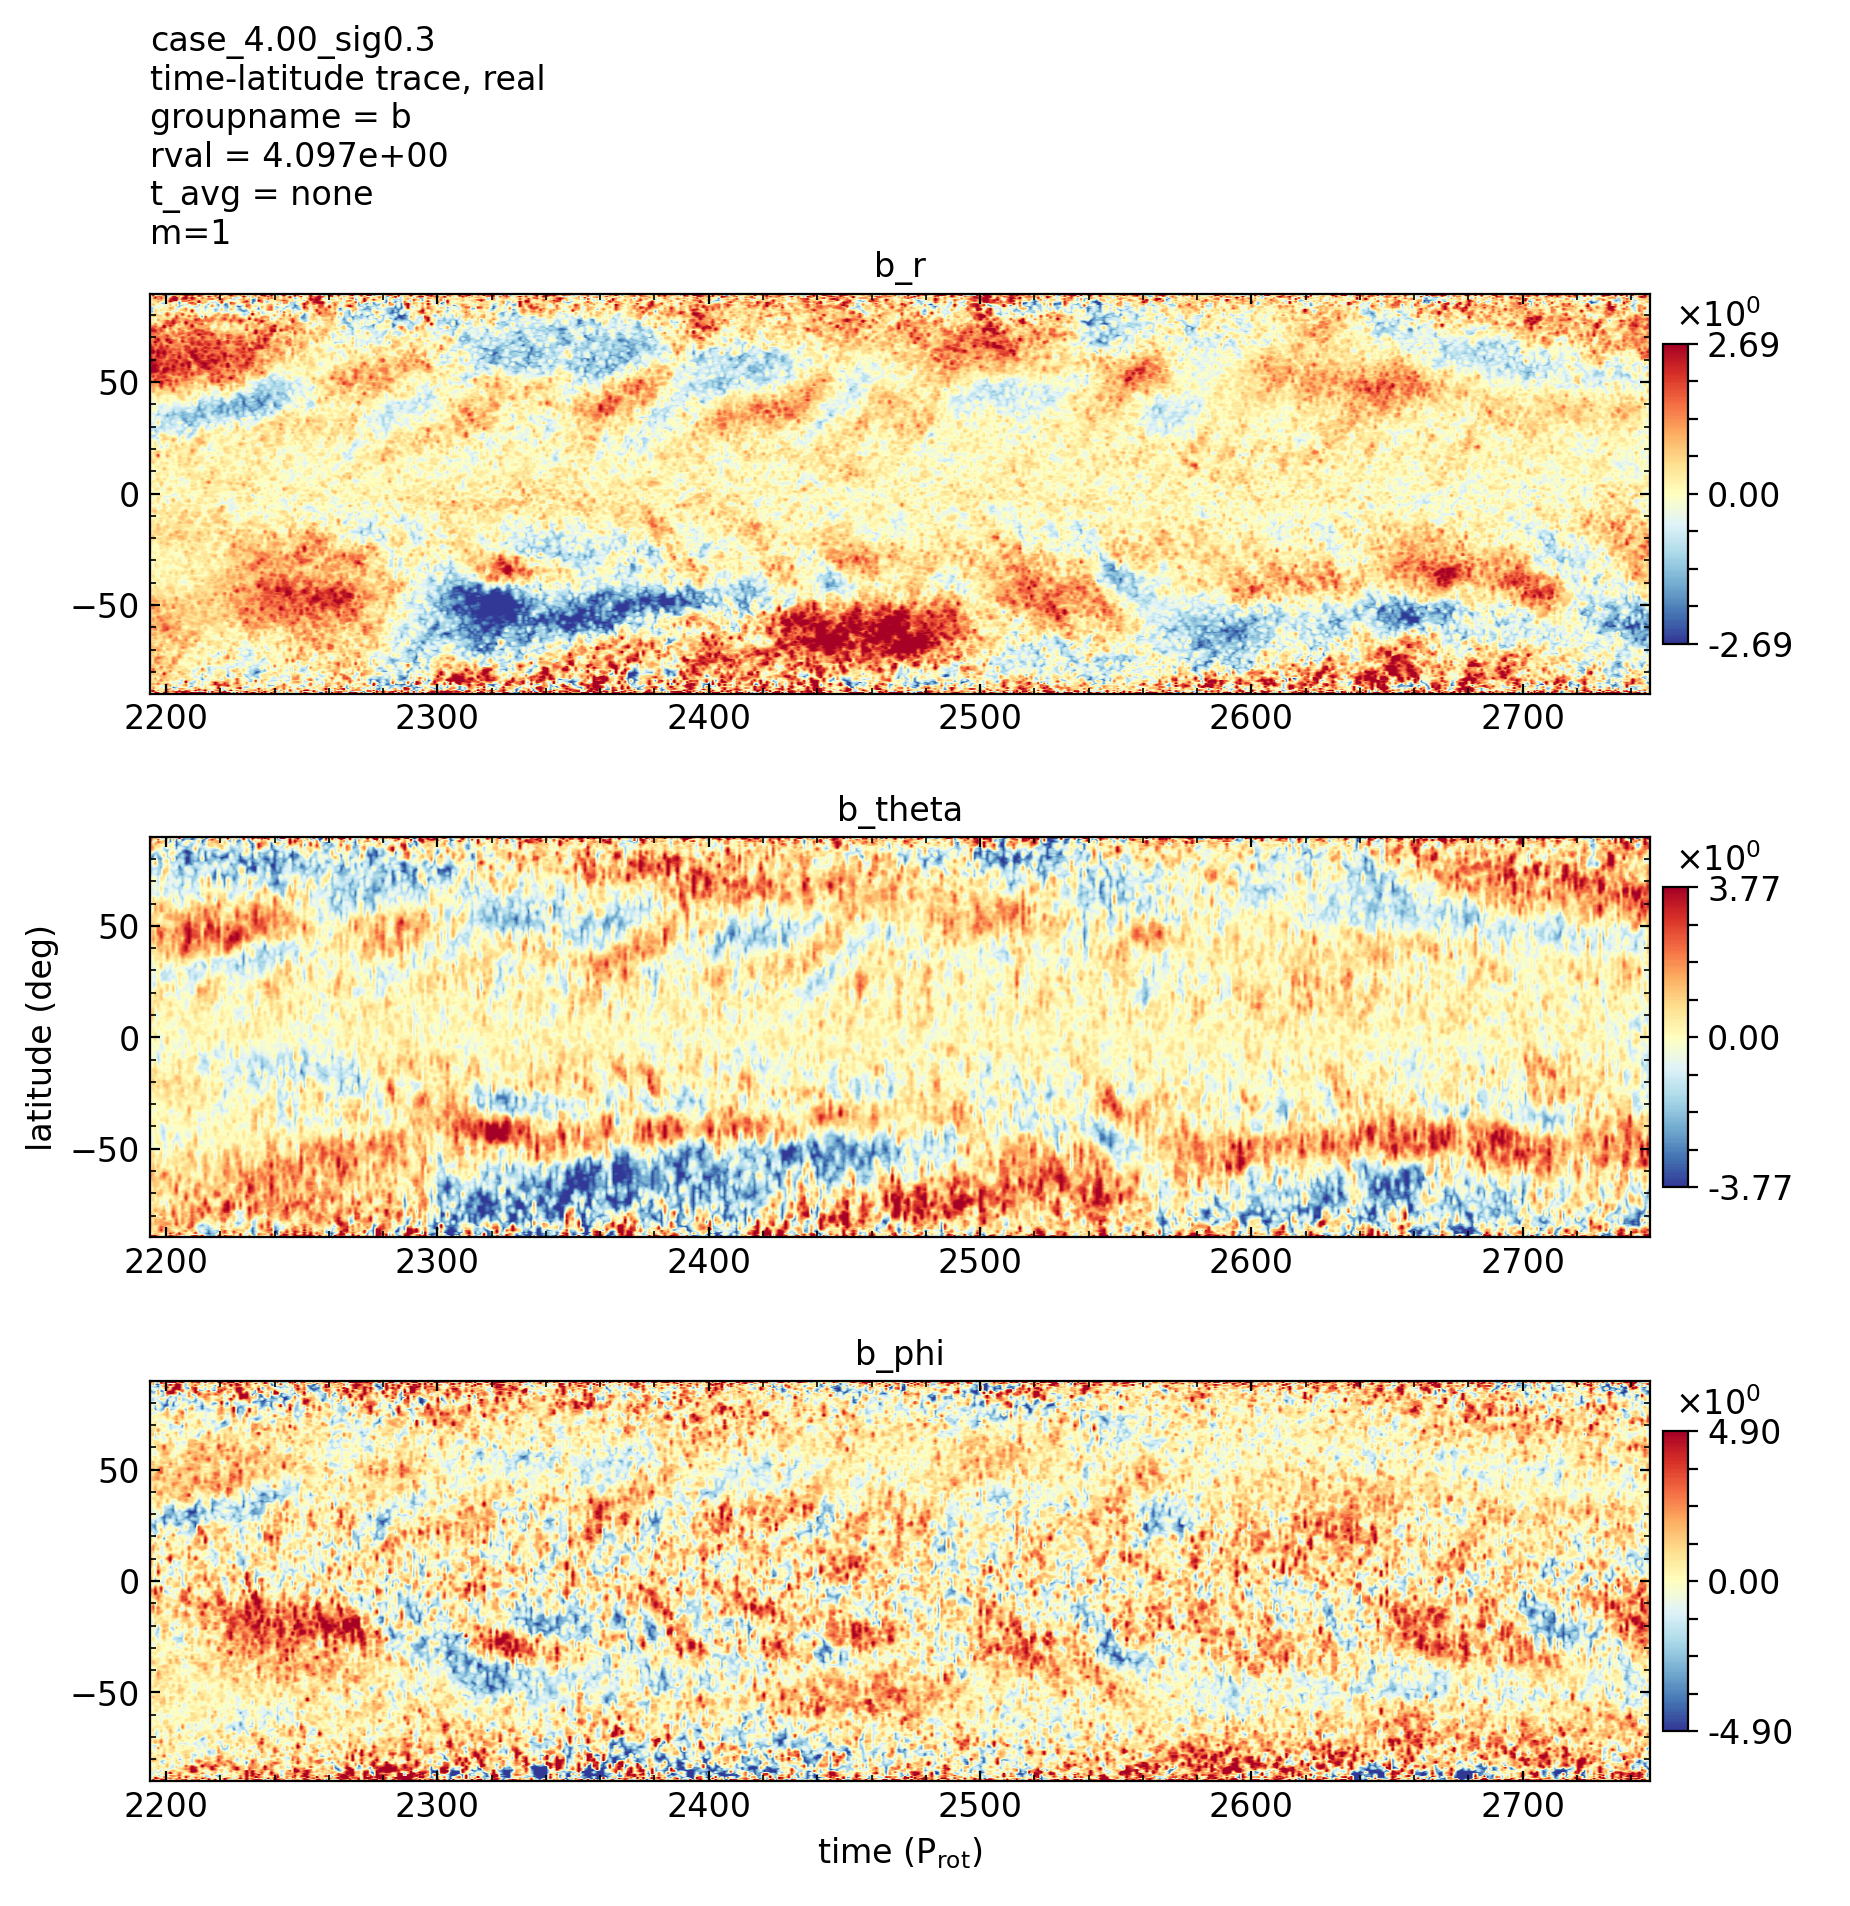 case_4.00_sig0.3
time-latitude trace, real
groupname = b
rval = 4.097e+00
t_avg = none
m=1
b_r
×10⁰
2.69
0.00
-2.69
50
0
−50
2200 2300 2400 2500 2600 2700
b_theta
×10⁰
3.77
0.00
-3.77
50
0
−50
latitude (deg)
2200 2300 2400 2500 2600 2700
b_phi
×10⁰
4.90
0.00
-4.90
50
0
−50
2200 2300 2400 2500 2600 2700
time (P_rot)